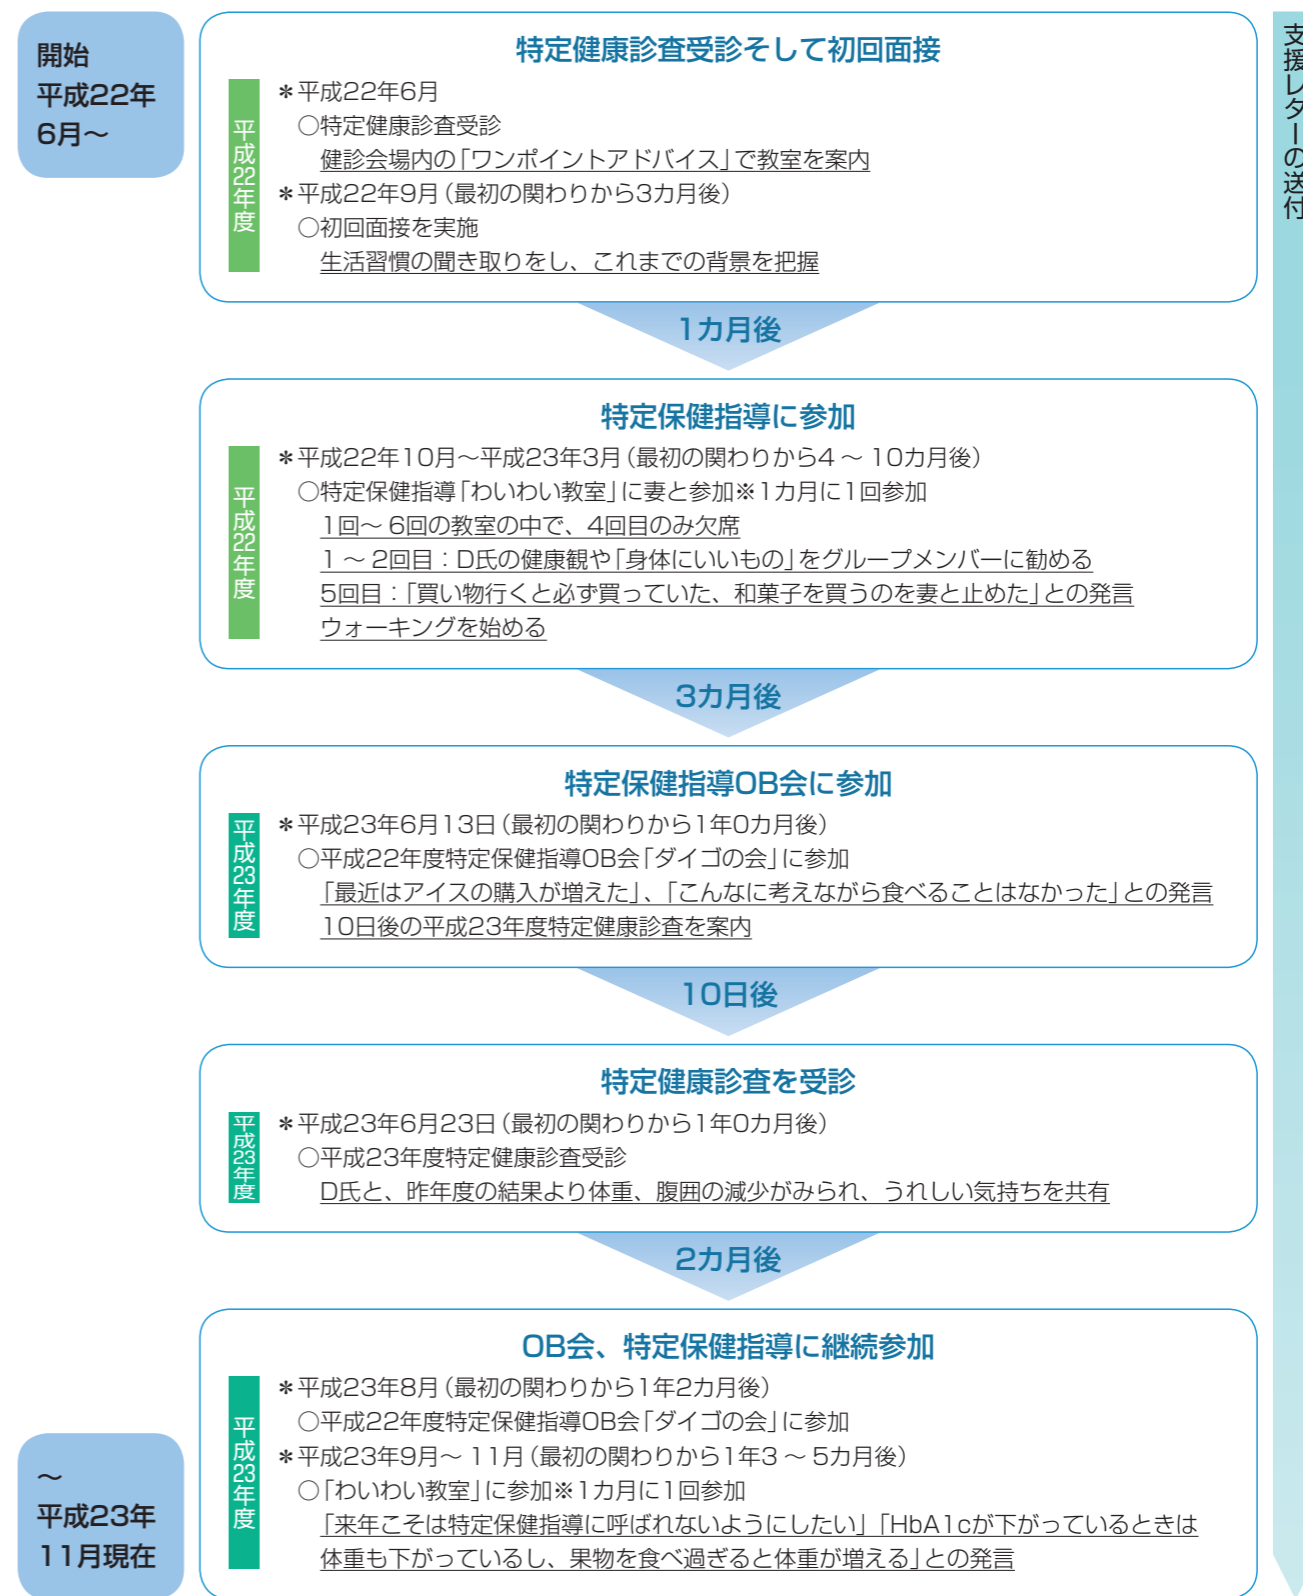 開始
平成22年
6月～
特定健康診査受診そして初回面接
平成22年度
＊平成22年6月
○特定健康診査受診
健診会場内の「ワンポイントアドバイス」で教室を案内
＊平成22年9月（最初の関わりから3カ月後）
○初回面接を実施
生活習慣の聞き取りをし、これまでの背景を把握
1カ月後
特定保健指導に参加
平成22年度
＊平成22年10月～平成23年3月（最初の関わりから4～10カ月後）
○特定保健指導「わいわい教室」に妻と参加※1カ月に1回参加
1回～6回の教室の中で、4回目のみ欠席
1～2回目：D氏の健康観や「身体にいいもの」をグループメンバーに勧める
5回目：「買い物行くと必ず買っていた、和菓子を買うのを妻と止めた」との発言
ウォーキングを始める
3カ月後
特定保健指導OB会に参加
平成23年度
＊平成23年6月13日（最初の関わりから1年0カ月後）
○平成22年度特定保健指導OB会「ダイゴの会」に参加
「最近はアイスの購入が増えた」、「こんなに考えながら食べることはなかった」との発言
10日後の平成23年度特定健康診査を案内
10日後
特定健康診査を受診
平成23年度
＊平成23年6月23日（最初の関わりから1年0カ月後）
○平成23年度特定健康診査受診
D氏と、昨年度の結果より体重、腹囲の減少がみられ、うれしい気持ちを共有
2カ月後
OB会、特定保健指導に継続参加
平成23年度
＊平成23年8月（最初の関わりから1年2カ月後）
○平成22年度特定保健指導OB会「ダイゴの会」に参加
＊平成23年9月～11月（最初の関わりから1年3～5カ月後）
○「わいわい教室」に参加※1カ月に1回参加
「来年こそは特定保健指導に呼ばれないようにしたい」「HbA1cが下がっているときは
体重も下がっているし、果物を食べ過ぎると体重が増える」との発言
～
平成23年
11月現在
支援レターの送付